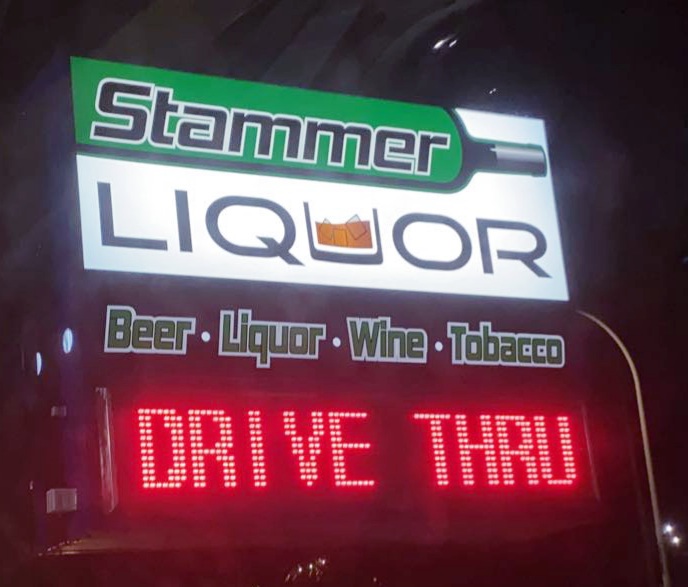 Stammer
LIQUOR
Beer · Liquor · Wine · Tobacco
DRIVE THRU